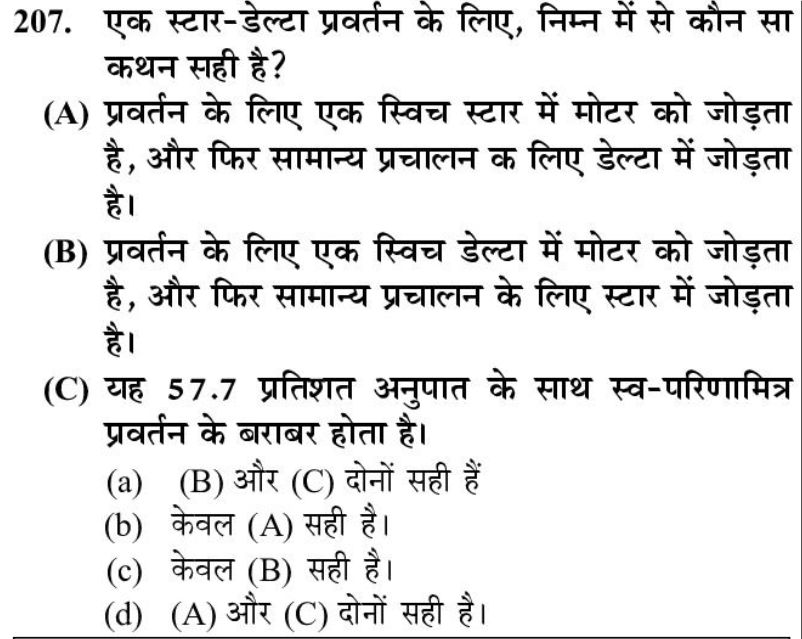 207. एक स्टार-डेल्टा प्रवर्तन के लिए, निम्न में से कौन सा
कथन सही है?
(A) प्रवर्तन के लिए एक स्विच स्टार में मोटर को जोड़ता
है, और फिर सामान्य प्रचालन क लिए डेल्टा में जोड़ता
है।
(B) प्रवर्तन के लिए एक स्विच डेल्टा में मोटर को जोड़ता
है, और फिर सामान्य प्रचालन के लिए स्टार में जोड़ता
है।
(C) यह 57.7 प्रतिशत अनुपात के साथ स्व-परिणामित्र
प्रवर्तन के बराबर होता है।
(a) (B) और (C) दोनों सही हैं
(b) केवल (A) सही है।
(c) केवल (B) सही है।
(d) (A) और (C) दोनों सही है।